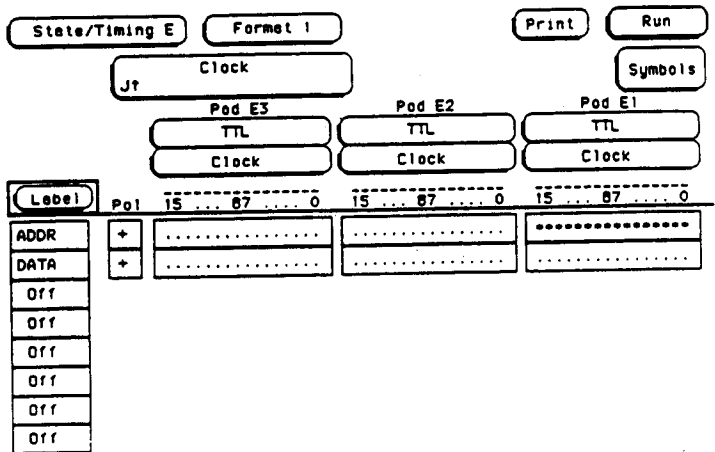 State/Timing E Format 1 Print Run
Clock
J↑
Symbols
Pod E3 Pod E2 Pod E1
TTL TTL TTL
Clock Clock Clock
Label Pol 15 .... 87 .... 0 15 .... 87 .... 0 15 .... 87 .... 0
ADDR + ................ ................ ****************
DATA + ................ ................ ................
Off
Off
Off
Off
Off
Off